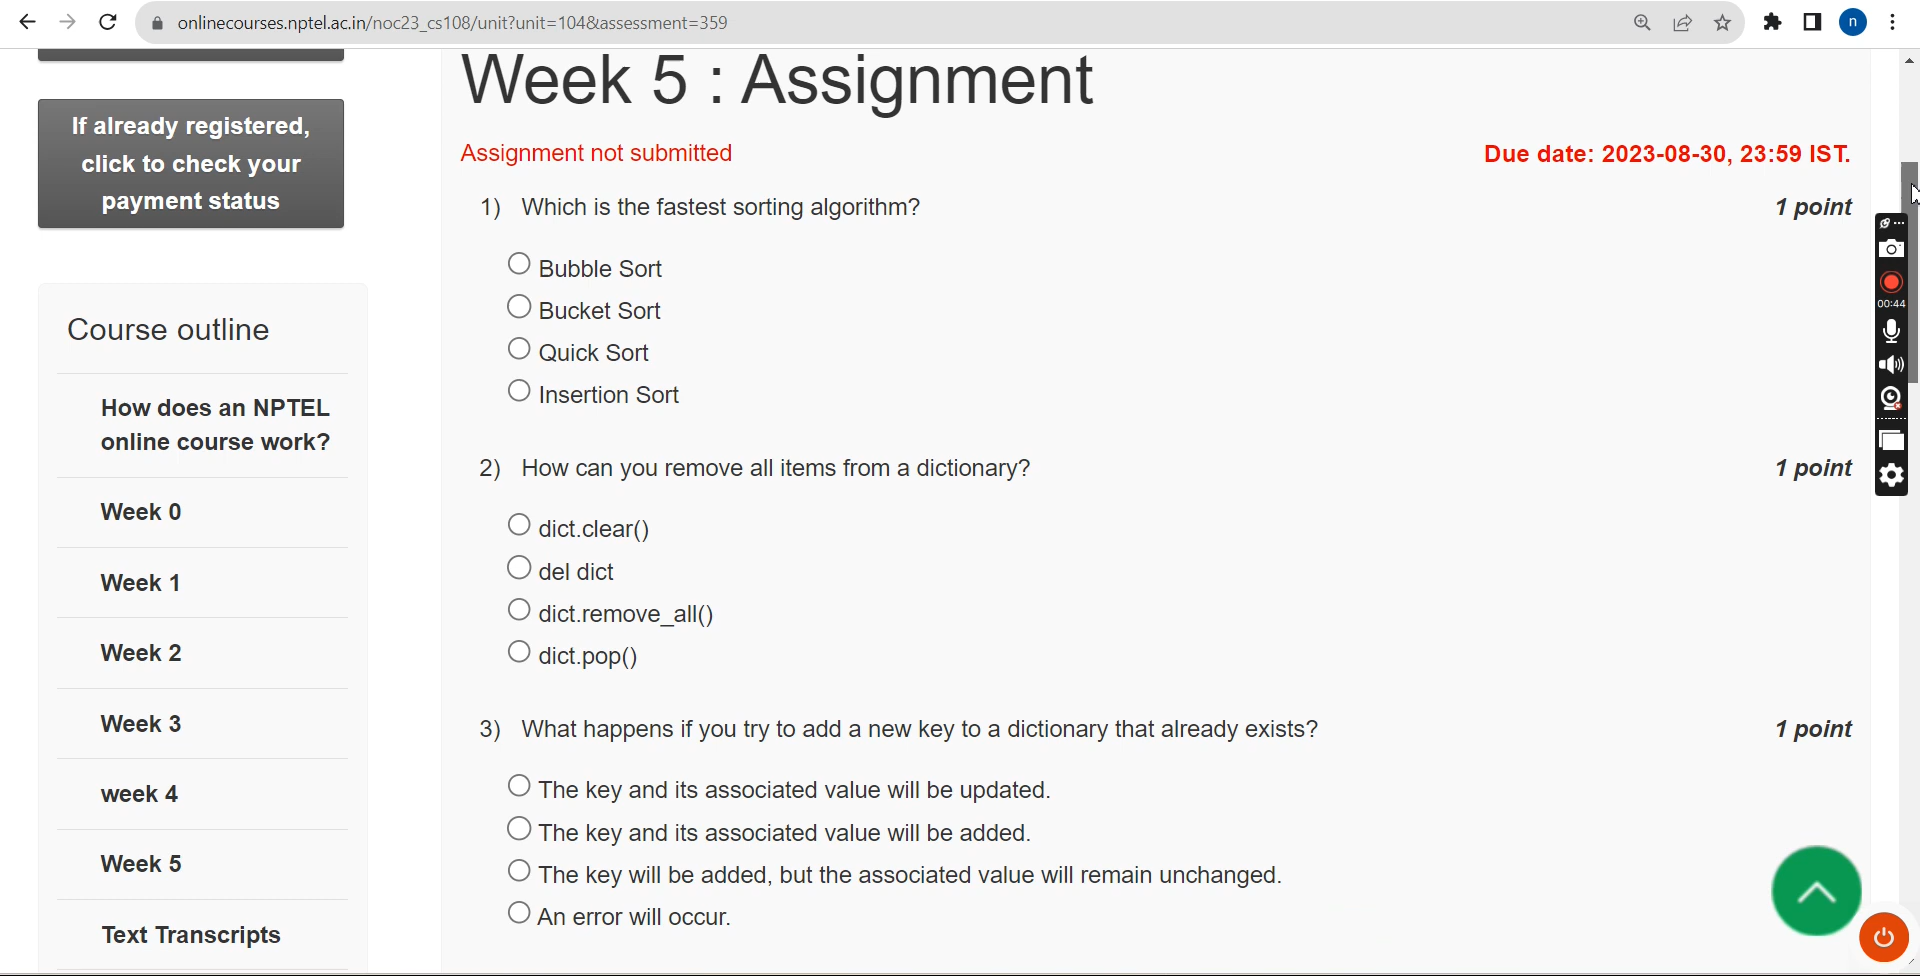 onlinecourses.nptel.ac.in/noc23_cs108/unit?unit=104&assessment=359
n
If already registered,
click to check your
payment status
Course outline
How does an NPTEL
online course work?
Week 0
Week 1
Week 2
Week 3
week 4
Week 5
Text Transcripts
Week 5 : Assignment
Assignment not submitted
Due date: 2023-08-30, 23:59 IST.
1) Which is the fastest sorting algorithm? 1 point
Bubble Sort
Bucket Sort
Quick Sort
Insertion Sort
2) How can you remove all items from a dictionary? 1 point
dict.clear()
del dict
dict.remove_all()
dict.pop()
3) What happens if you try to add a new key to a dictionary that already exists? 1 point
The key and its associated value will be updated.
The key and its associated value will be added.
The key will be added, but the associated value will remain unchanged.
An error will occur.
00:44